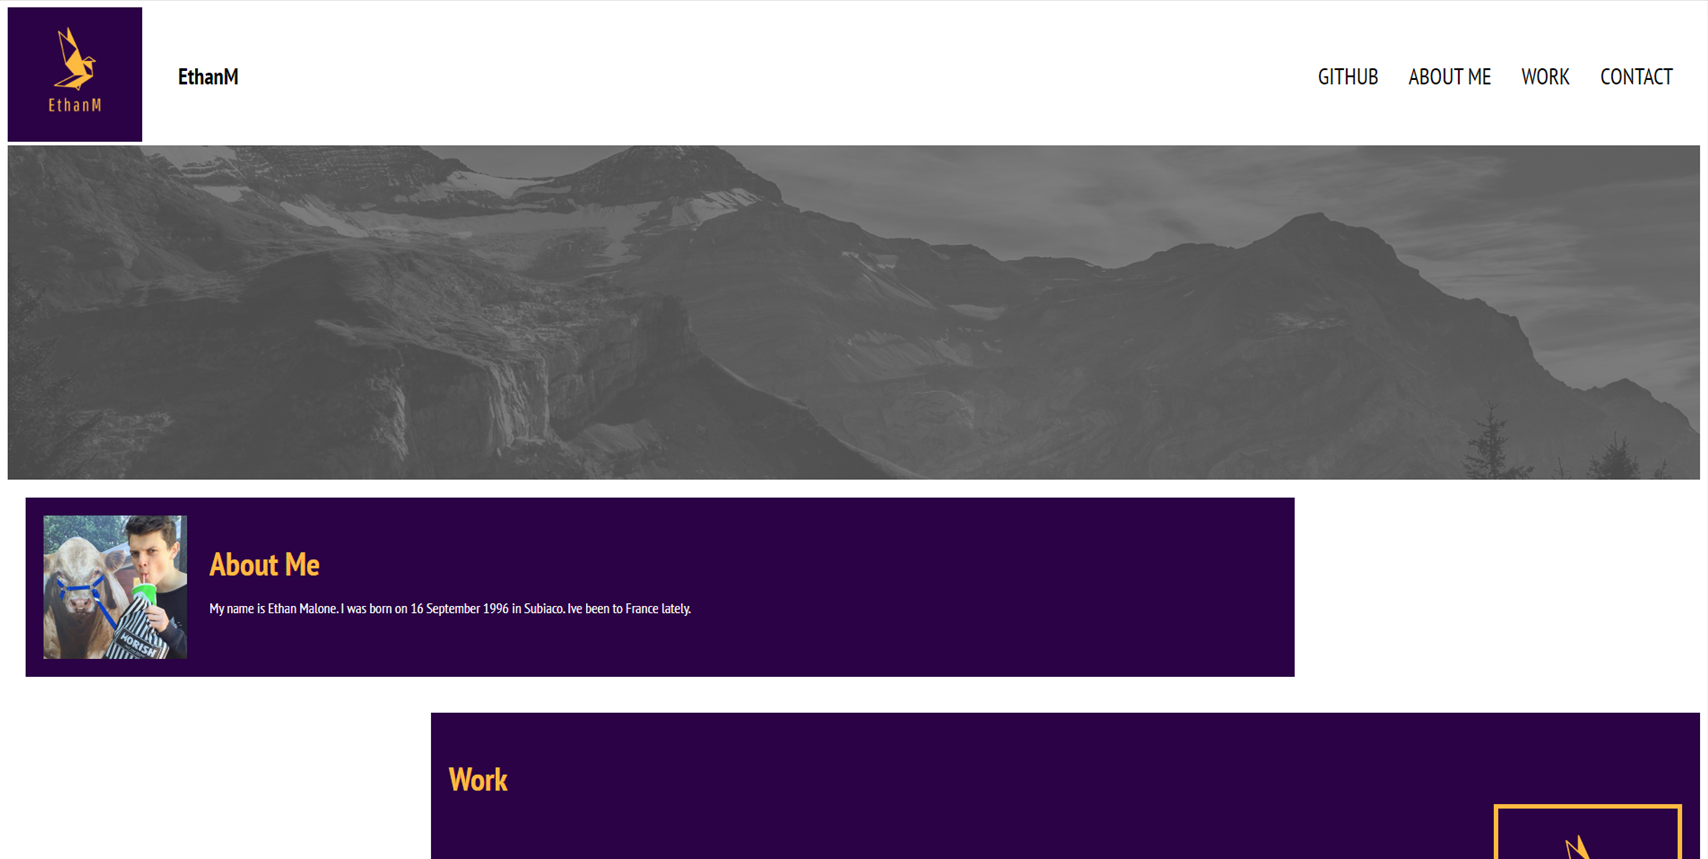 EthanM
EthanM
GITHUB ABOUT ME WORK CONTACT
About Me
My name is Ethan Malone. I was born on 16 September 1996 in Subiaco. Ive been to France lately.
MORISH
Work